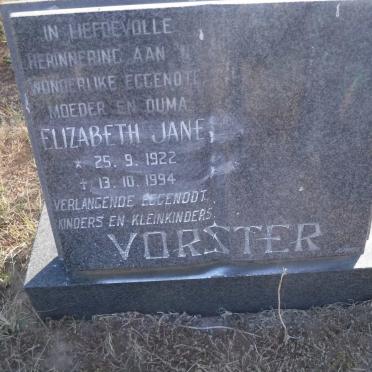 IN LIEFDEVOLLE
HERINNERING AAN 'N
WONDERLIKE EGGENOTE
MOEDER EN OUMA
ELIZABETH JANE
* 25. 9. 1922
+ 13. 10. 1994
VERLANGENDE EGGENOOT
KINDERS EN KLEINKINDERS
VORSTER